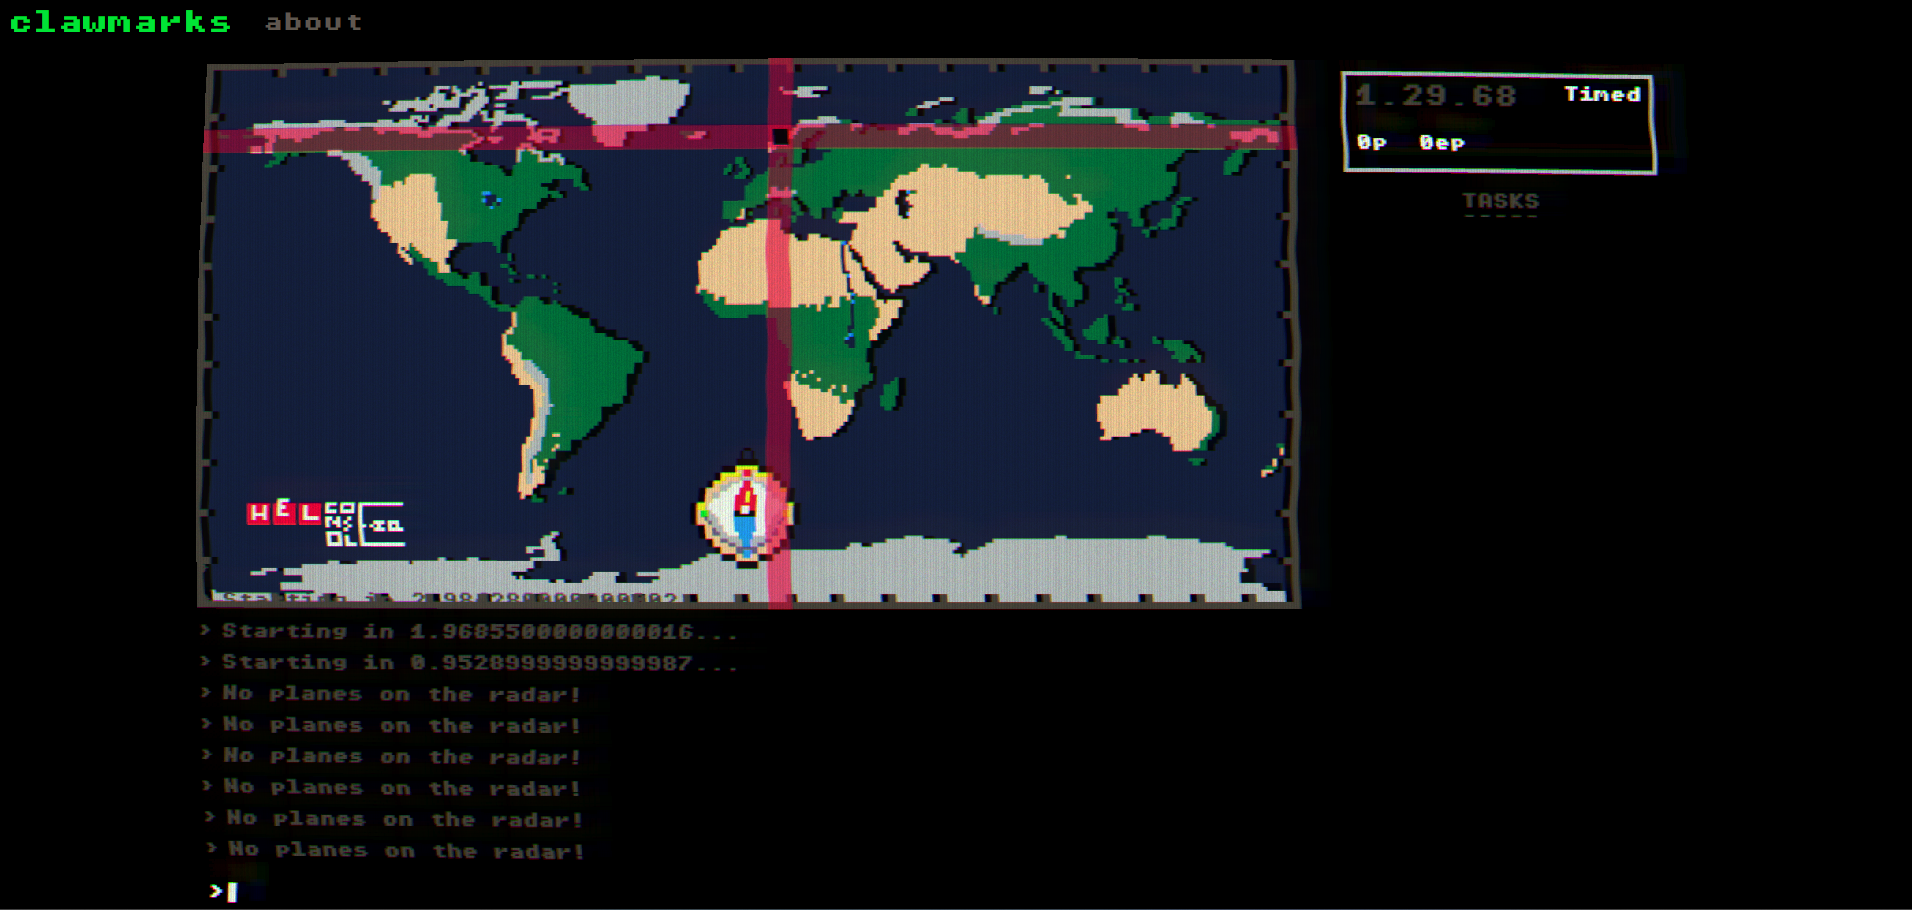 clawmarks about
1.29.68 Timed
0p 0ep
TASKS
HEL
> Starting in 1.9685500000000016...
> Starting in 0.9528999999999987...
> No planes on the radar!
> No planes on the radar!
> No planes on the radar!
> No planes on the radar!
> No planes on the radar!
> No planes on the radar!
>